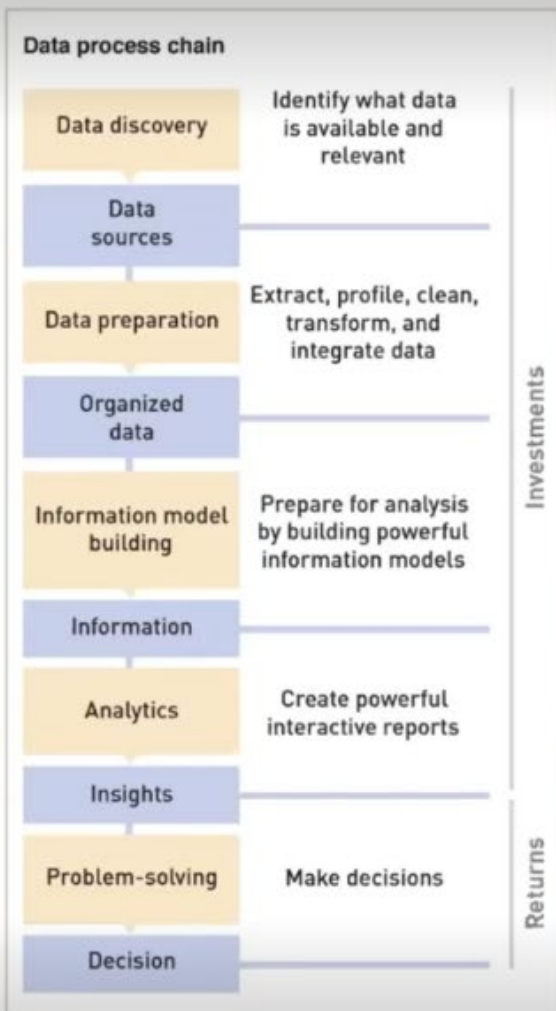 Data process chain
Data discovery
Identify what data
is available and
relevant
Data
sources
Data preparation
Extract, profile, clean,
transform, and
integrate data
Organized
data
Information model
building
Prepare for analysis
by building powerful
information models
Information
Analytics
Create powerful
interactive reports
Insights
Problem-solving
Make decisions
Decision
Investments
Returns